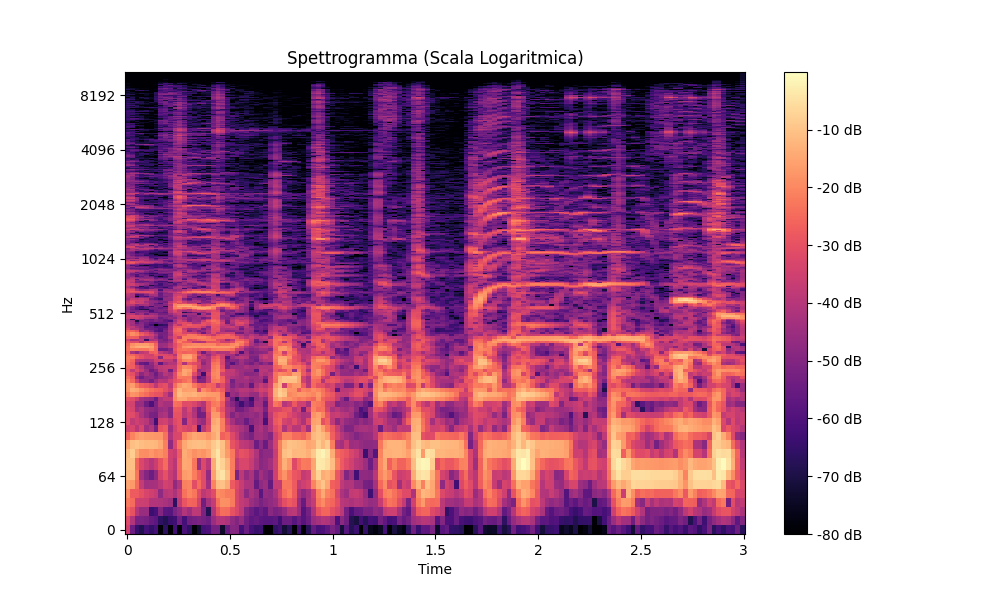 Spettrogramma (Scala Logaritmica)
Hz
8192
4096
2048
1024
512
256
128
64
0
0
0.5
1
1.5
2
2.5
3
Time
-10 dB
-20 dB
-30 dB
-40 dB
-50 dB
-60 dB
-70 dB
-80 dB